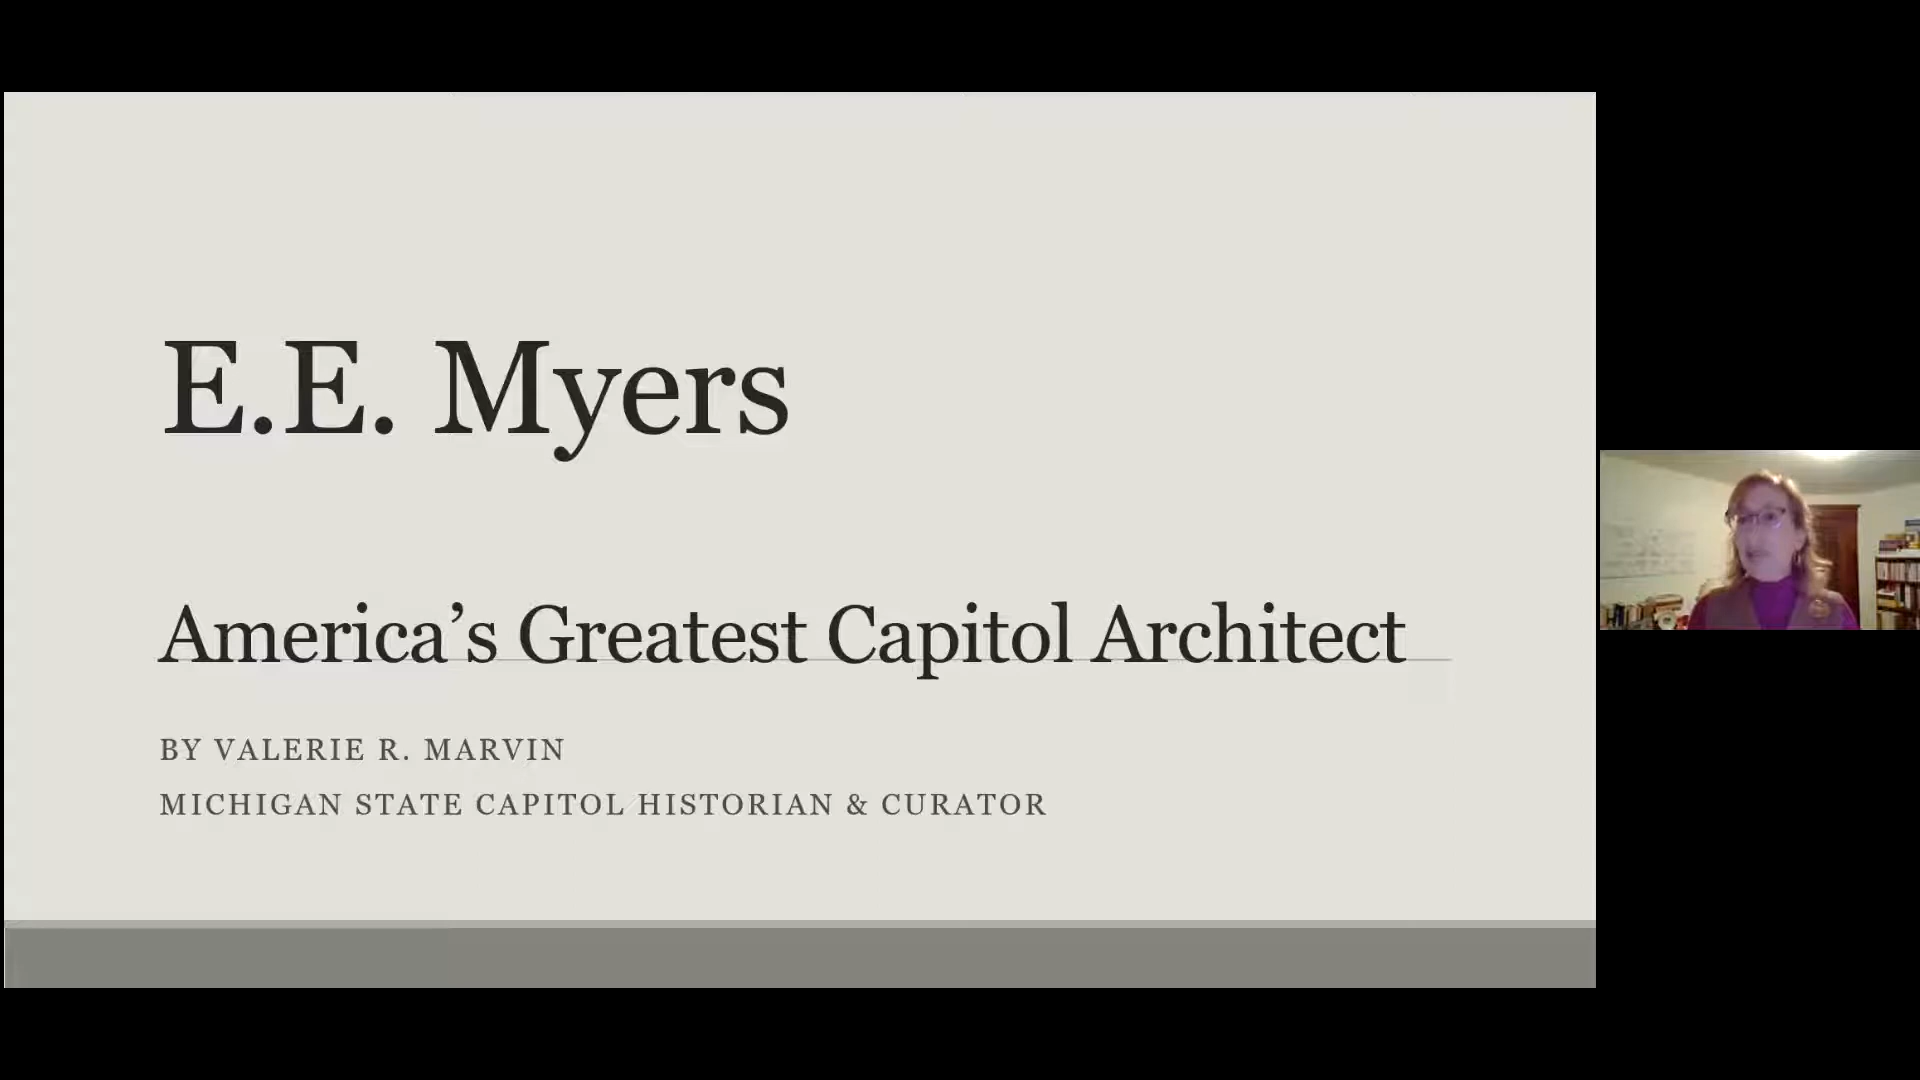 E.E. Myers
America’s Greatest Capitol Architect
BY VALERIE R. MARVIN
MICHIGAN STATE CAPITOL HISTORIAN & CURATOR